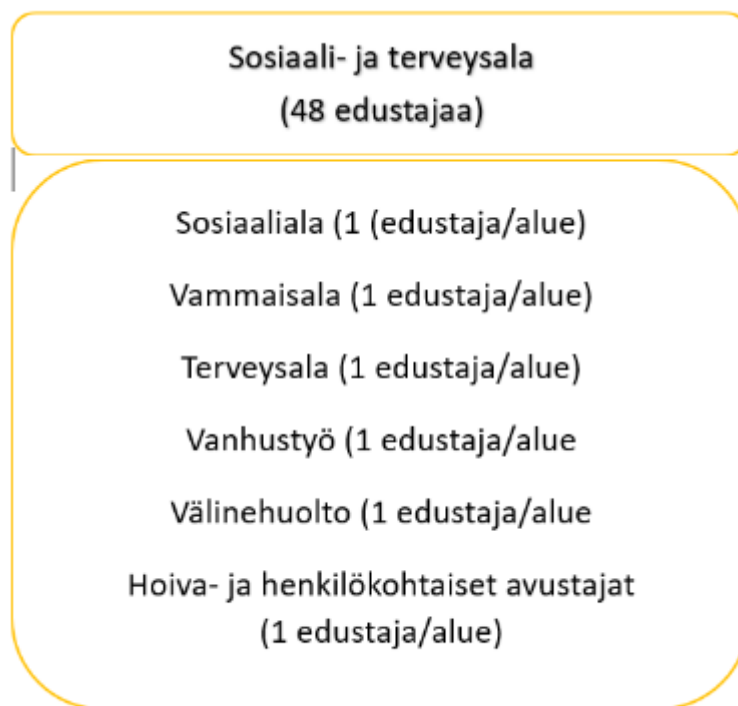 Sosiaali- ja terveysala
(48 edustajaa)
Sosiaaliala (1 (edustaja/alue)
Vammaisala (1 edustaja/alue)
Terveysala (1 edustaja/alue)
Vanhustyö (1 edustaja/alue
Välinehuolto (1 edustaja/alue
Hoiva- ja henkilökohtaiset avustajat
(1 edustaja/alue)